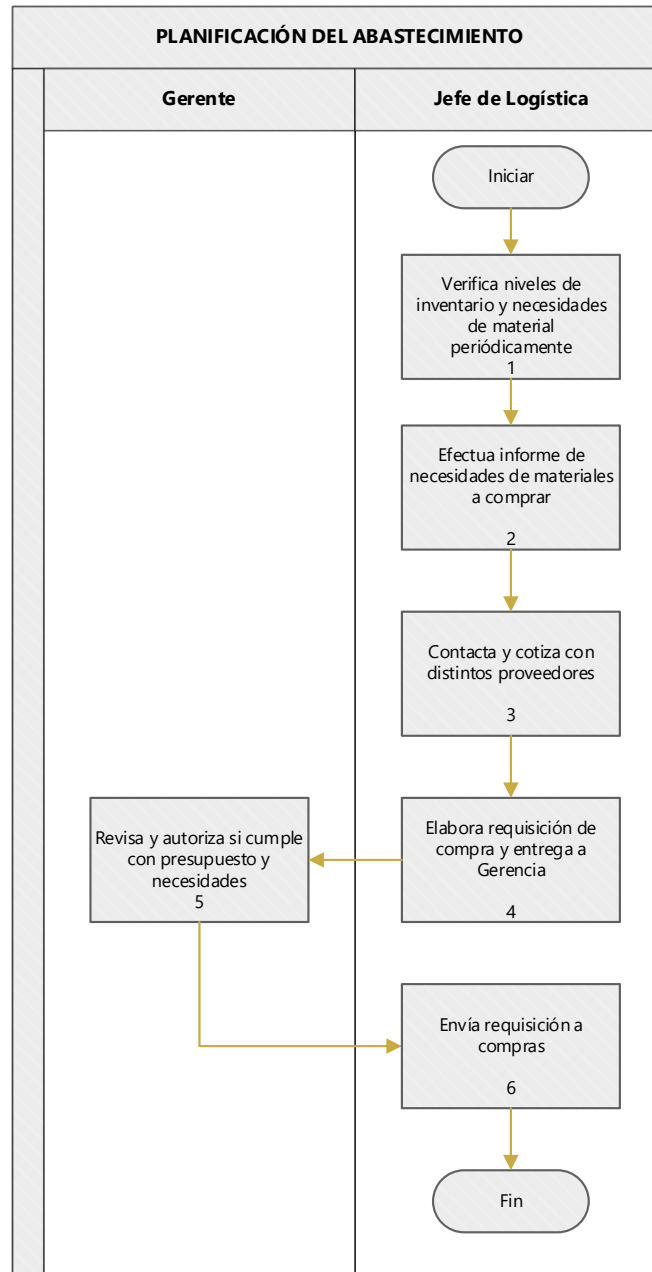 PLANIFICACIÓN DEL ABASTECIMIENTO
Gerente
Jefe de Logística
Iniciar
Verifica niveles de
inventario y necesidades
de material
periódicamente
1
Efectua informe de
necesidades de materiales
a comprar
2
Contacta y cotiza con
distintos proveedores
3
Elabora requisición de
compra y entrega a
Gerencia
4
Revisa y autoriza si cumple
con presupuesto y
necesidades
5
Envía requisición a
compras
6
Fin